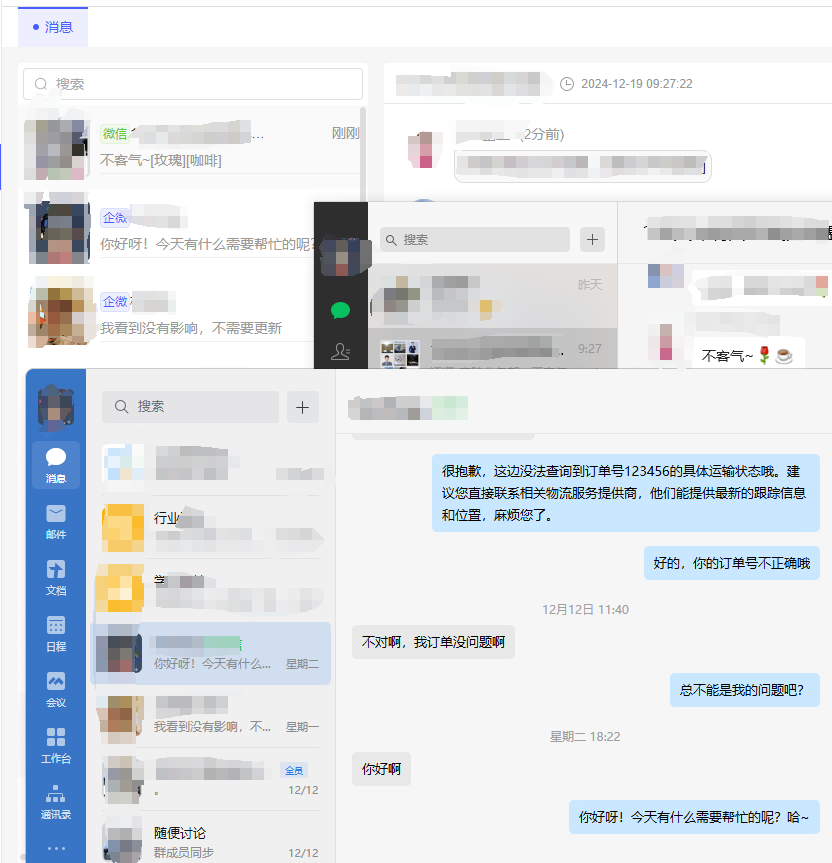 消息
搜索
2024-12-19 09:27:22
微信
...
刚刚
不客气~[玫瑰][咖啡]
(2分前)
企微
你好呀！今天有什么需要帮忙的呢?
企微
我看到没有影响，不需要更新
搜索
昨天
9:27
不客气~
搜索
消息
邮件
文档
日程
会议
工作台
通讯录
行业
你好呀！今天有什么...
星期二
我看到没有影响，不...
星期一
全员
。
12/12
随便讨论
群成员同步
12/12
很抱歉，这边没法查询到订单号123456的具体运输状态哦。建
议您直接联系相关物流服务提供商，他们能提供最新的跟踪信息
和位置，麻烦您了。
好的，你的订单号不正确哦
12月12日 11:40
不对啊，我订单没问题啊
总不能是我的问题吧?
星期二 18:22
你好啊
你好呀！今天有什么需要帮忙的呢？哈~